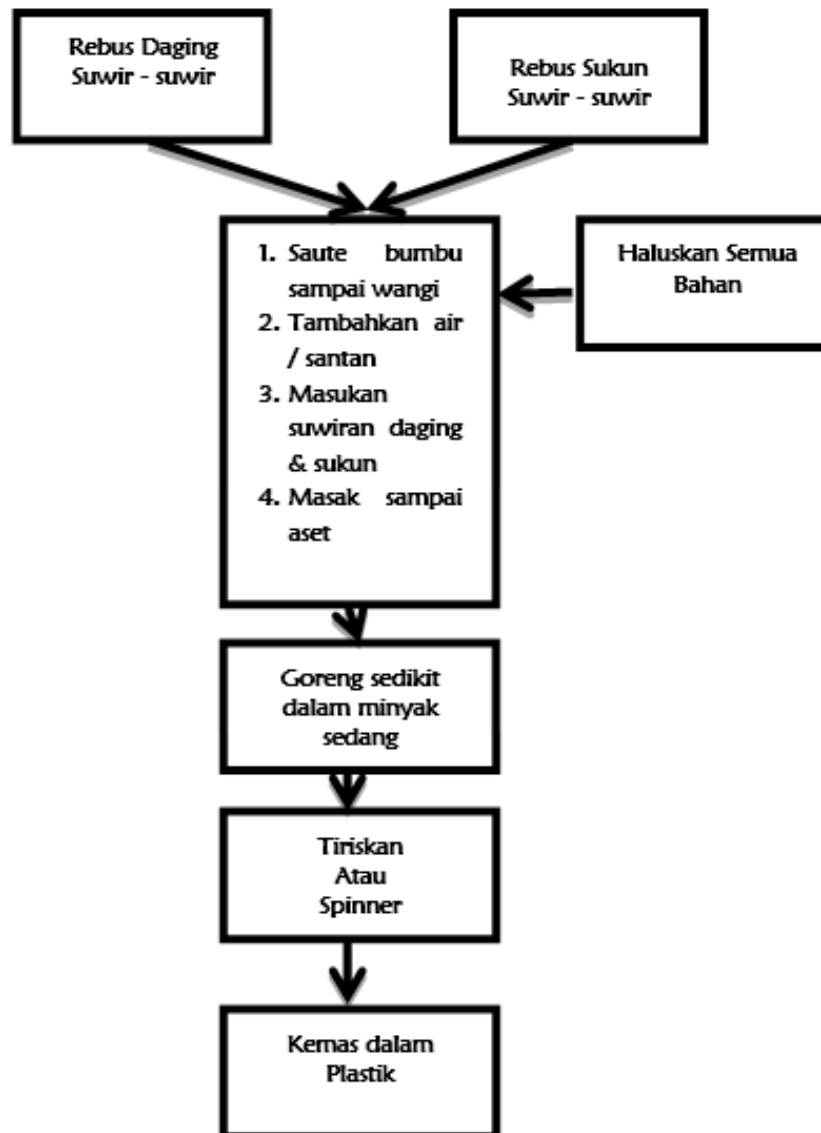 Rebus Daging
Suwir - suwir
Rebus Sukun
Suwir - suwir
1. Saute bumbu
sampai wangi
2. Tambahkan air
/ santan
3. Masukan
suwiran daging
& sukun
4. Masak sampai
aset
Haluskan Semua
Bahan
Goreng sedikit
dalam minyak
sedang
Tiriskan
Atau
Spinner
Kemas dalam
Plastik